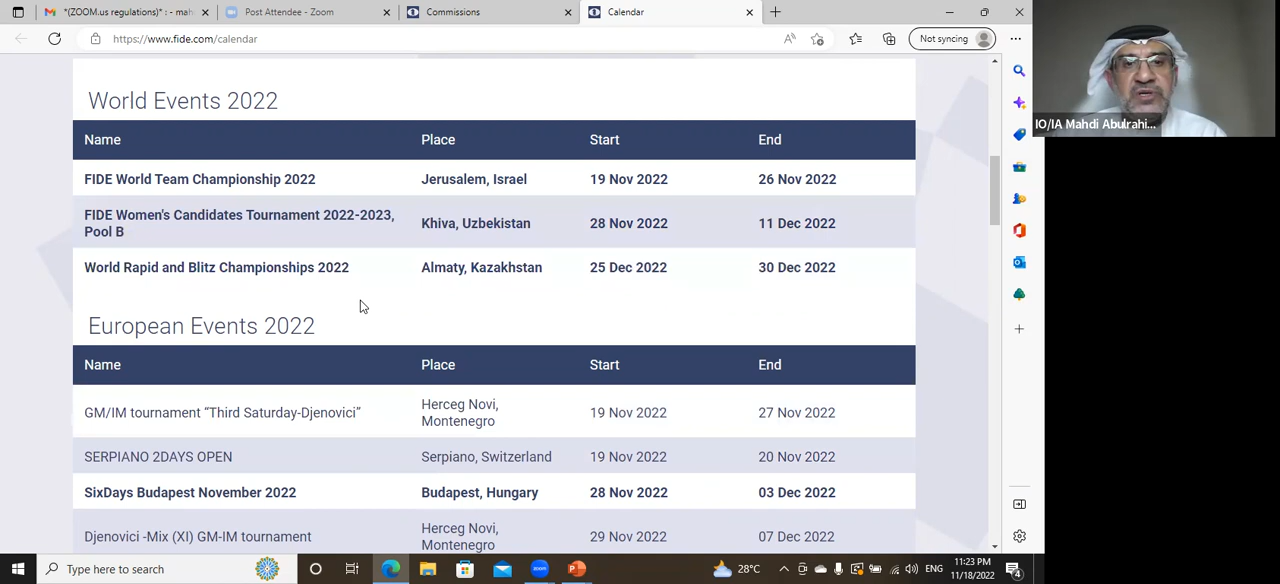 *(ZOOM.us regulations)* : - mah
Post Attendee - Zoom
Commissions
Calendar
https://www.fide.com/calendar
Not syncing
World Events 2022
Name Place Start End
FIDE World Team Championship 2022 Jerusalem, Israel 19 Nov 2022 26 Nov 2022
FIDE Women's Candidates Tournament 2022-2023,
Pool B Khiva, Uzbekistan 28 Nov 2022 11 Dec 2022
World Rapid and Blitz Championships 2022 Almaty, Kazakhstan 25 Dec 2022 30 Dec 2022
European Events 2022
Name Place Start End
GM/IM tournament “Third Saturday-Djenovici” Herceg Novi,
Montenegro 19 Nov 2022 27 Nov 2022
SERPIANO 2DAYS OPEN Serpiano, Switzerland 19 Nov 2022 20 Nov 2022
SixDays Budapest November 2022 Budapest, Hungary 28 Nov 2022 03 Dec 2022
Djenovici -Mix (XI) GM-IM tournament Herceg Novi,
Montenegro 29 Nov 2022 07 Dec 2022
IO/IA Mahdi Abulrahi...
Type here to search
28°C
ENG
11:23 PM
11/18/2022
4